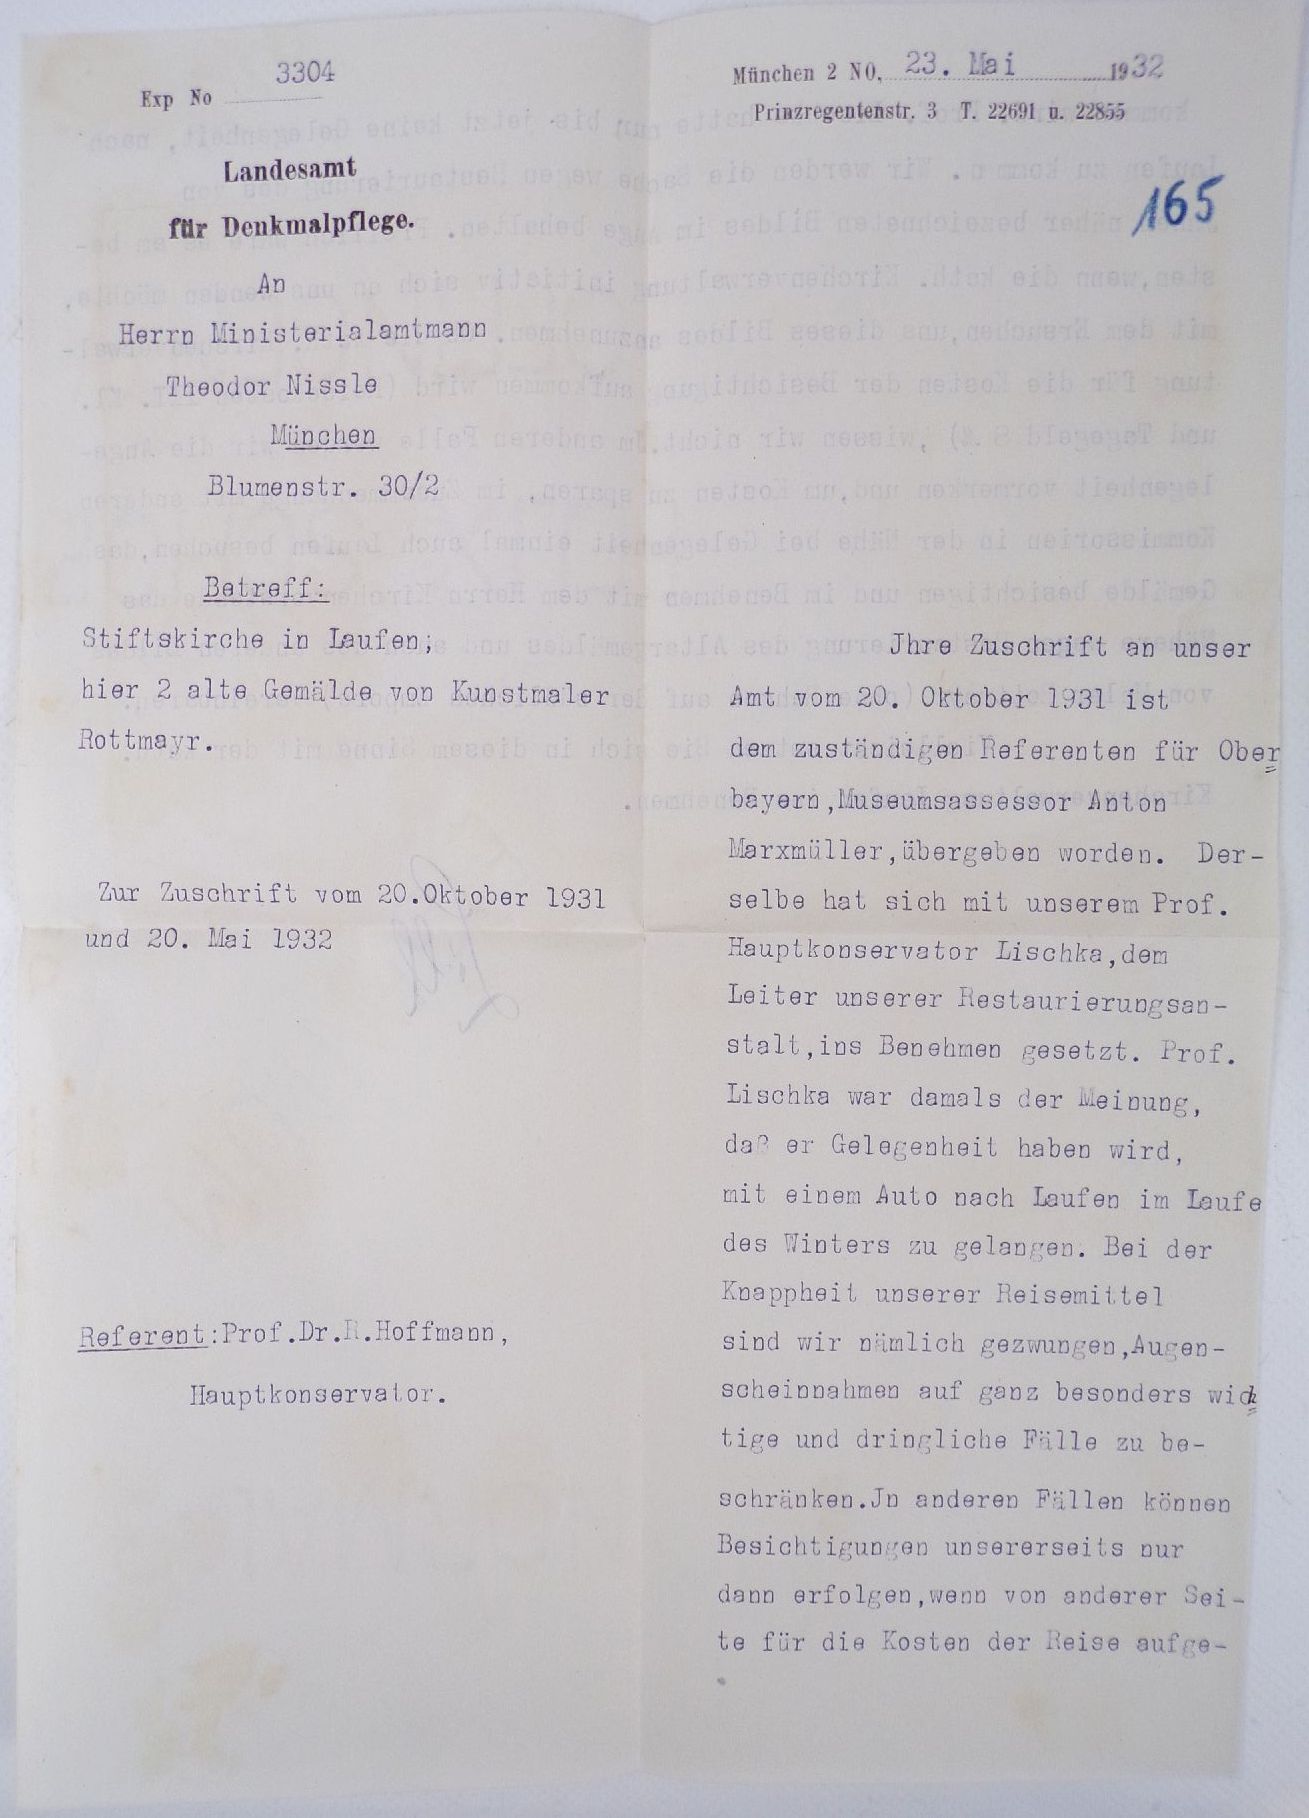 Exp No 3304
Landesamt
für Denkmalpflege.
An
Herrn Ministerialamtmann
Theodor Nissle
München
Blumenstr. 30/2
Betreff:
Stiftskirche in Laufen;
hier 2 alte Gemälde von Kunstmaler
Rottmayr.
Zur Zuschrift vom 20.Oktober 1931
und 20. Mai 1932
Referent:Prof.Dr.R.Hoffmann,
Hauptkonservator.
München 2 NO, 23. Mai 1932
Prinzregentenstr. 3 T. 22691 u. 22855
165
Jhre Zuschrift an unser
Amt vom 20. Oktober 1931 ist
dem zuständigen Referenten für Ober
bayern,Museumsassessor Anton
Marxmüller,übergeben worden. Der-
selbe hat sich mit unserem Prof.
Hauptkonservator Lischka,dem
Leiter unserer Restaurierungsan-
stalt,ins Benehmen gesetzt. Prof.
Lischka war damals der Meinung,
daß er Gelegenheit haben wird,
mit einem Auto nach Laufen im Laufe
des Winters zu gelangen. Bei der
Knappheit unserer Reisemittel
sind wir nämlich gezwungen,Augen-
scheinnahmen auf ganz besonders wich
tige und dringliche Fälle zu be-
schränken.Jn anderen Fällen können
Besichtigungen unsererseits nur
dann erfolgen,wenn von anderer Sei-
te für die Kosten der Reise aufge-